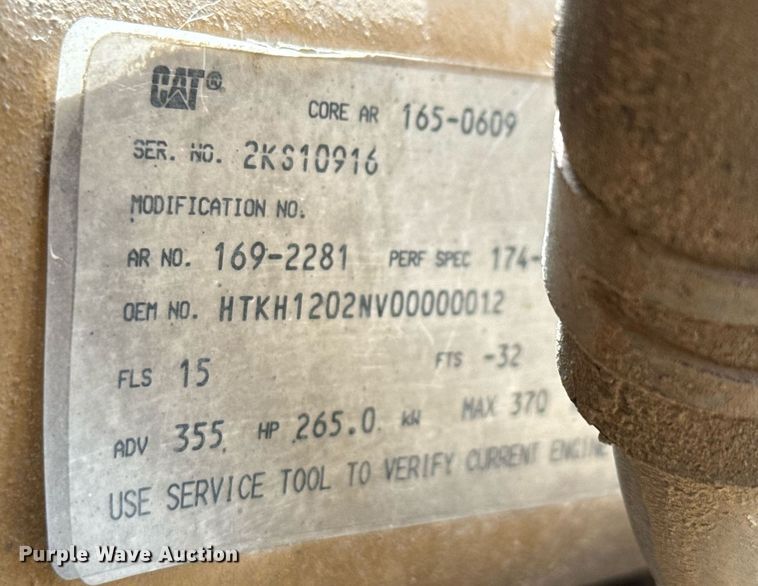 CAT®
CORE AR 165-0609
SER. NO. 2KS10916
MODIFICATION NO.
AR NO. 169-2281 PERF SPEC 174-
OEM NO. HTKH1202NV00000012
FLS 15 FTS -32
ADV 355 HP 265.0 kW MAX 370
USE SERVICE TOOL TO VERIFY CURRENT ENGINE
Purple Wave Auction